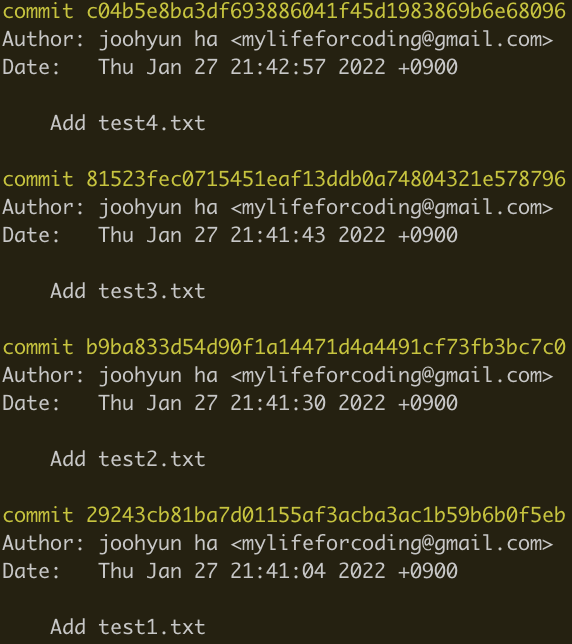 commit c04b5e8ba3df693886041f45d1983869b6e68096
Author: joohyun ha <mylifeforcoding@gmail.com>
Date:   Thu Jan 27 21:42:57 2022 +0900
    Add test4.txt
commit 81523fec0715451eaf13ddb0a74804321e578796
Author: joohyun ha <mylifeforcoding@gmail.com>
Date:   Thu Jan 27 21:41:43 2022 +0900
    Add test3.txt
commit b9ba833d54d90f1a14471d4a4491cf73fb3bc7c0
Author: joohyun ha <mylifeforcoding@gmail.com>
Date:   Thu Jan 27 21:41:30 2022 +0900
    Add test2.txt
commit 29243cb81ba7d01155af3acba3ac1b59b6b0f5eb
Author: joohyun ha <mylifeforcoding@gmail.com>
Date:   Thu Jan 27 21:41:04 2022 +0900
    Add test1.txt